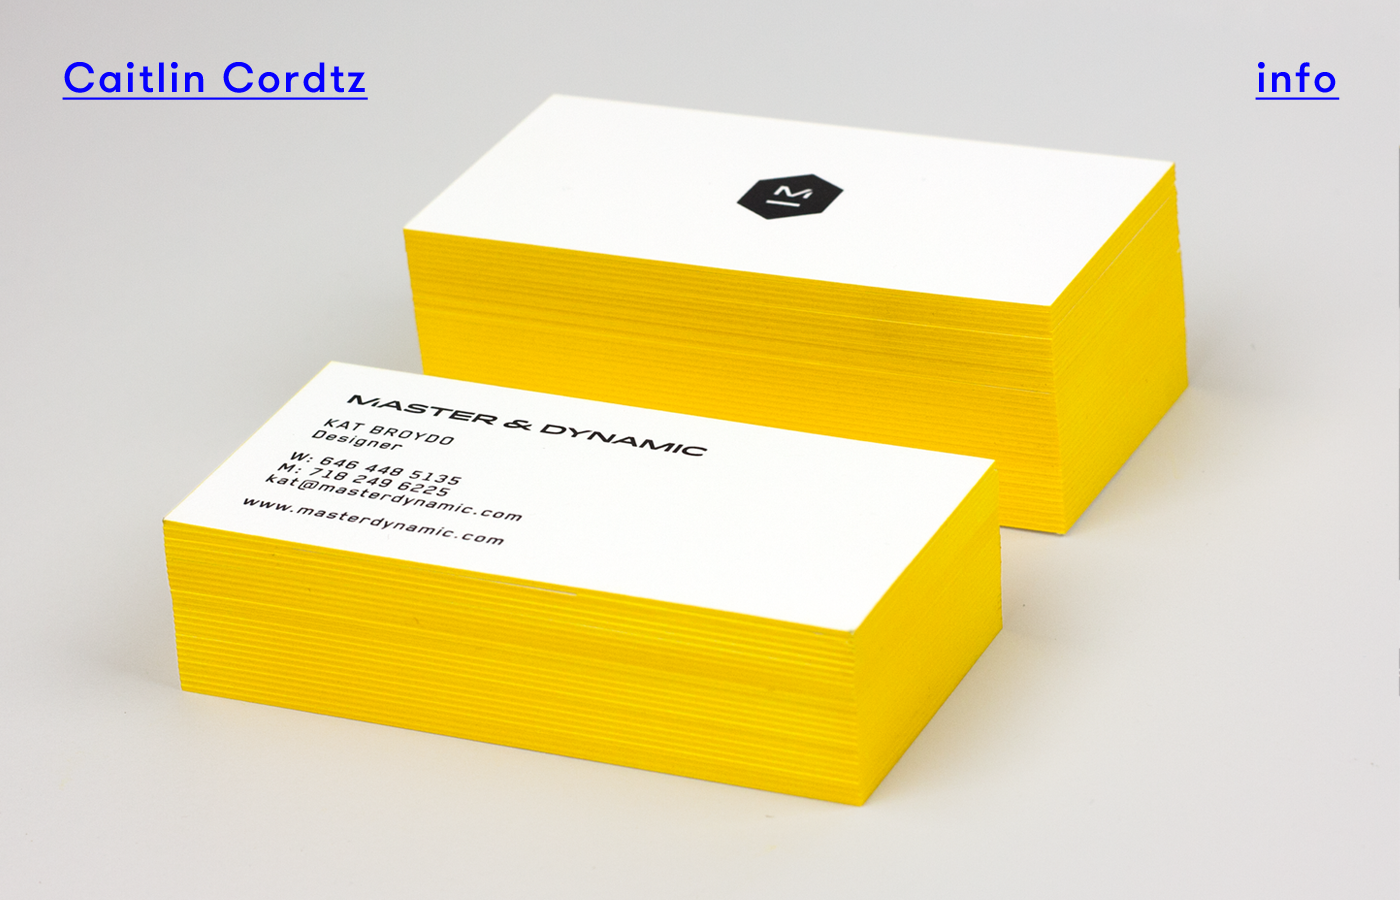 Caitlin Cordtz
info
M
MASTER & DYNAMIC
KAT BROYDO
Designer
W: 646 448 5135
M: 718 249 6225
kat@masterdynamic.com
www.masterdynamic.com